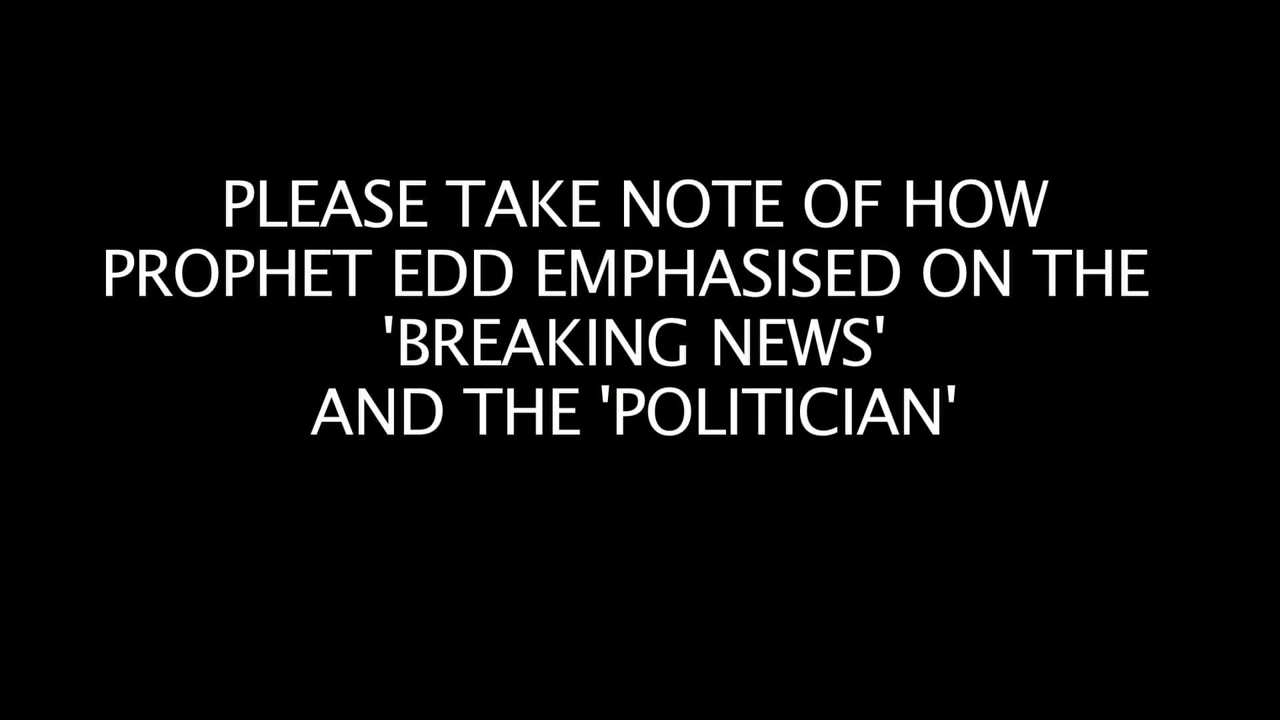 PLEASE TAKE NOTE OF HOW
PROPHET EDD EMPHASISED ON THE
'BREAKING NEWS'
AND THE 'POLITICIAN'